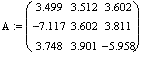 3.499 3.512 3.602
A := -7.117 3.602 3.811
3.748 3.901 -5.958